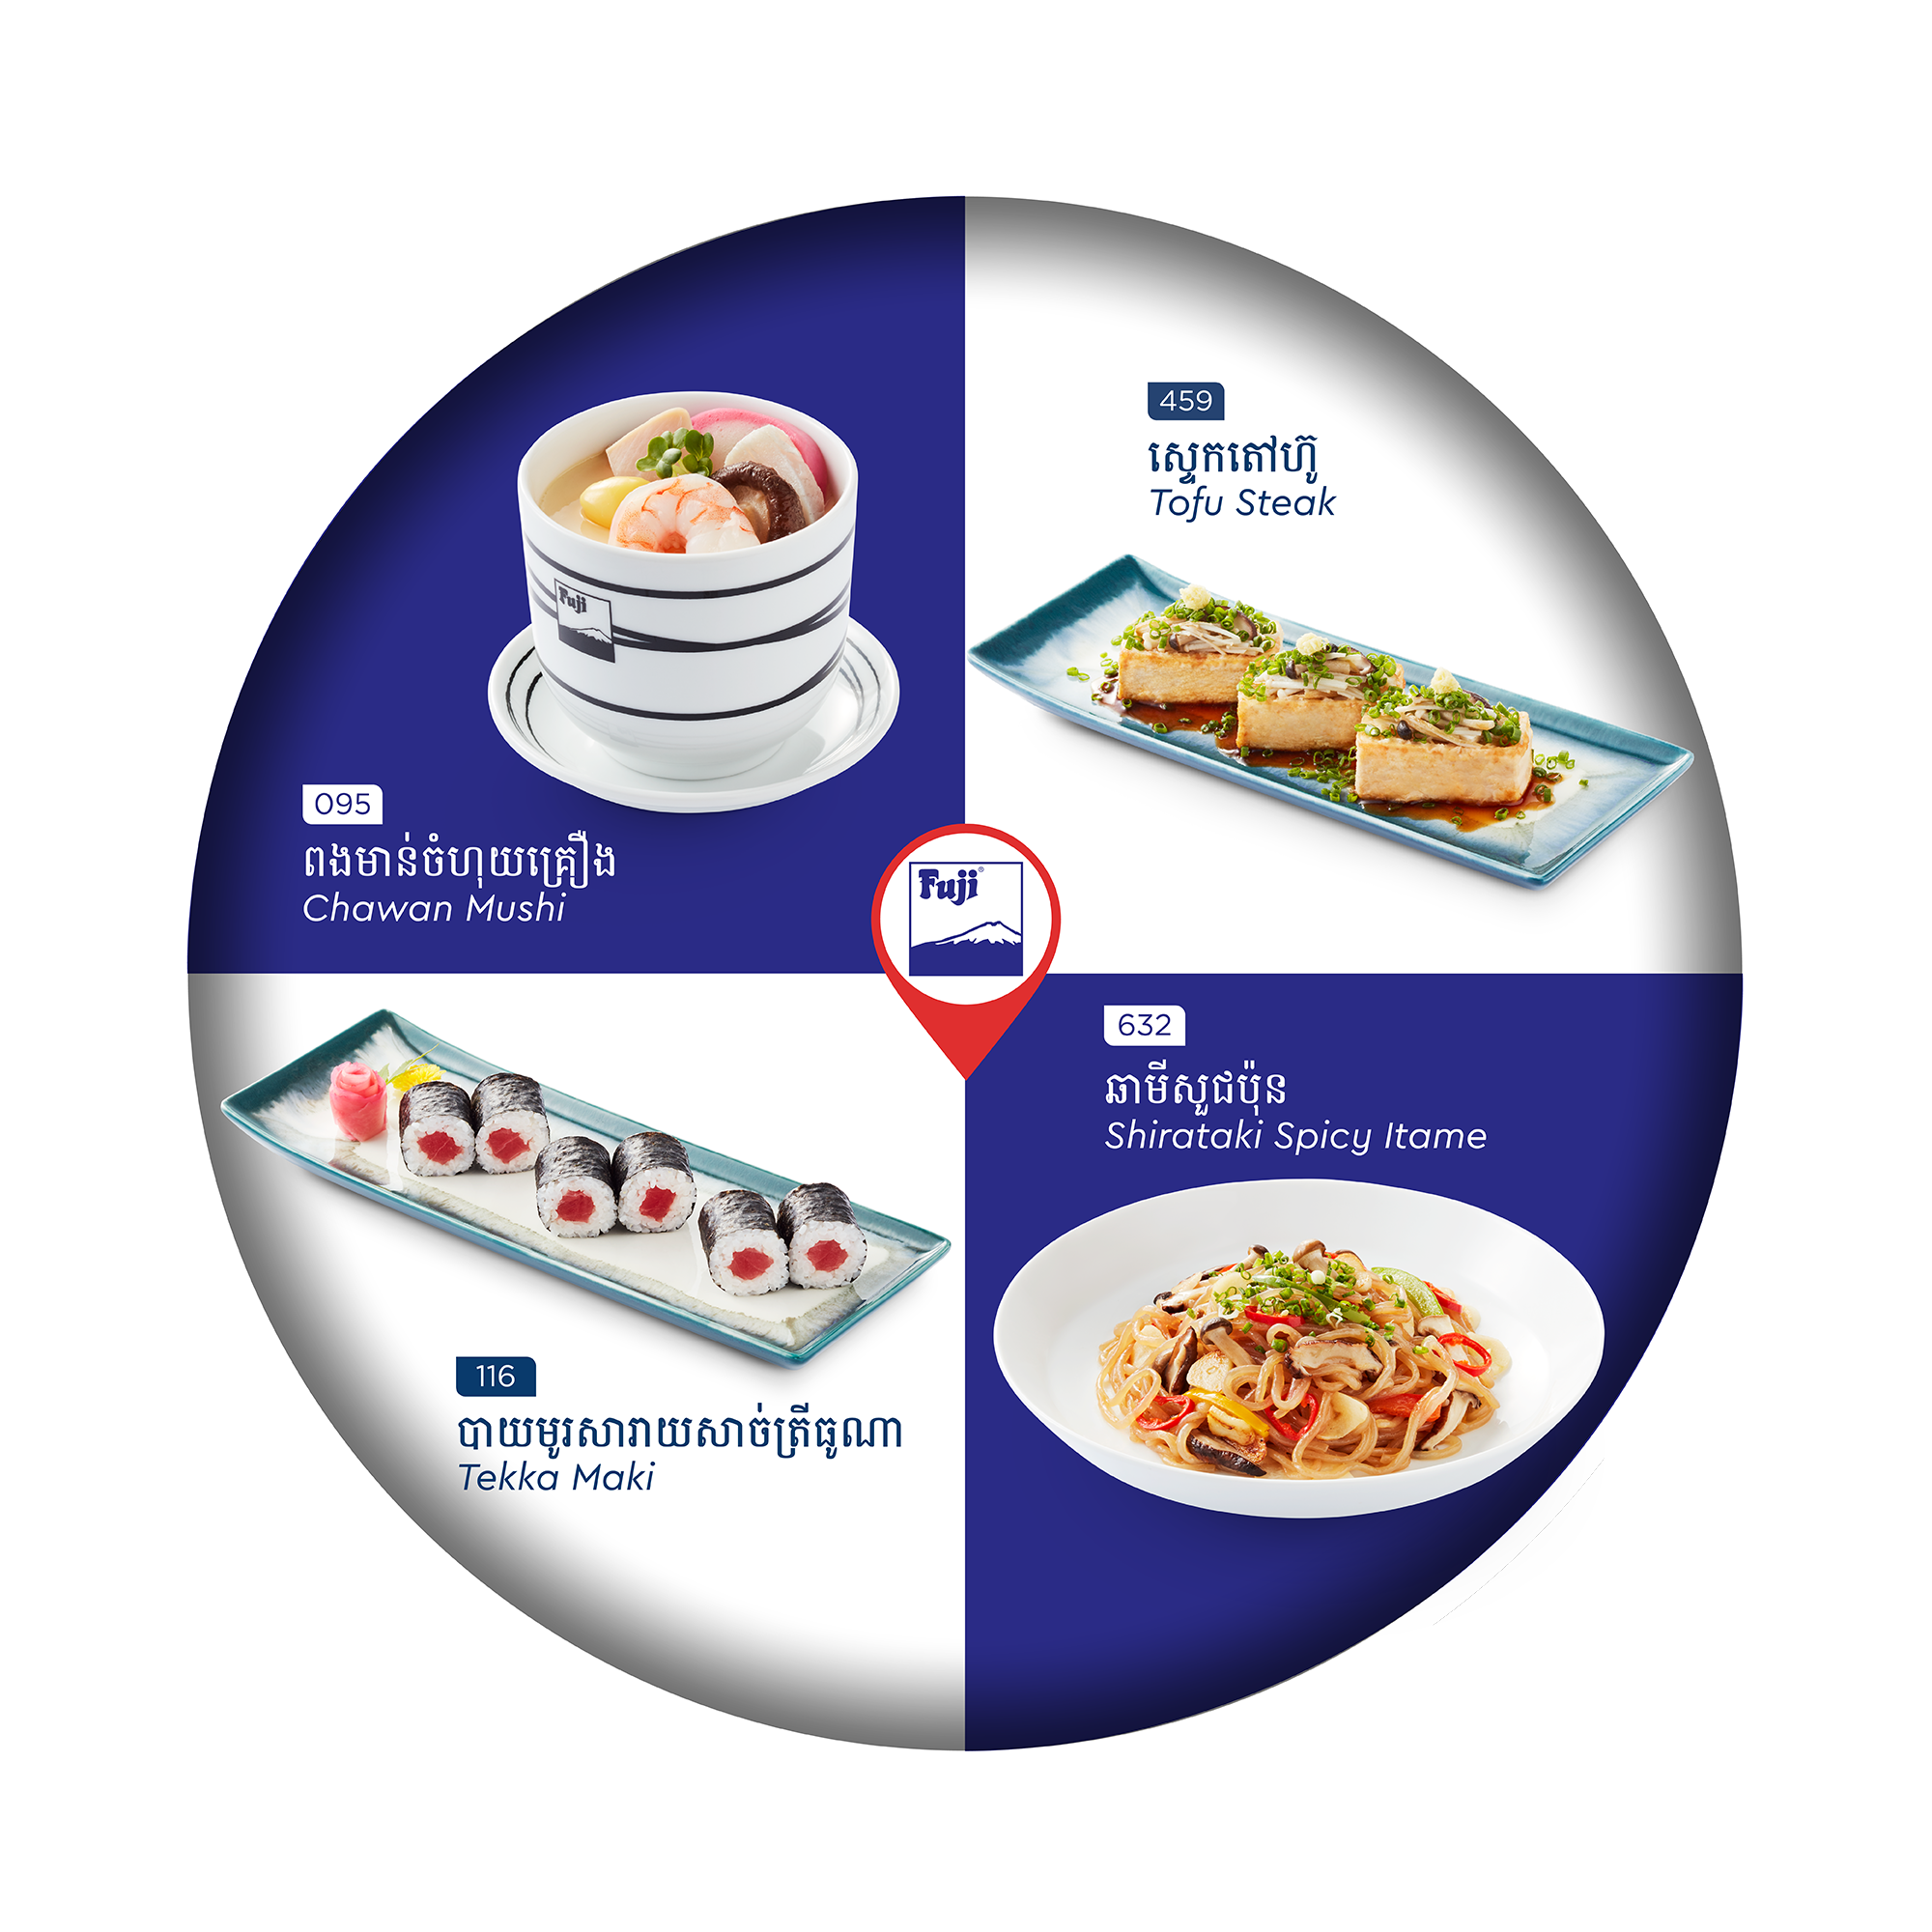 095
ពងមាន់ចំហុយគ្រឿង
Chawan Mushi
Fuji
459
ស្ទេកតៅហ៊ូ
Tofu Steak
Fuji®
116
បាយមូរសារាយសាច់ត្រីធូណា
Tekka Maki
632
ឆាមីសួជប៉ុន
Shirataki Spicy Itame